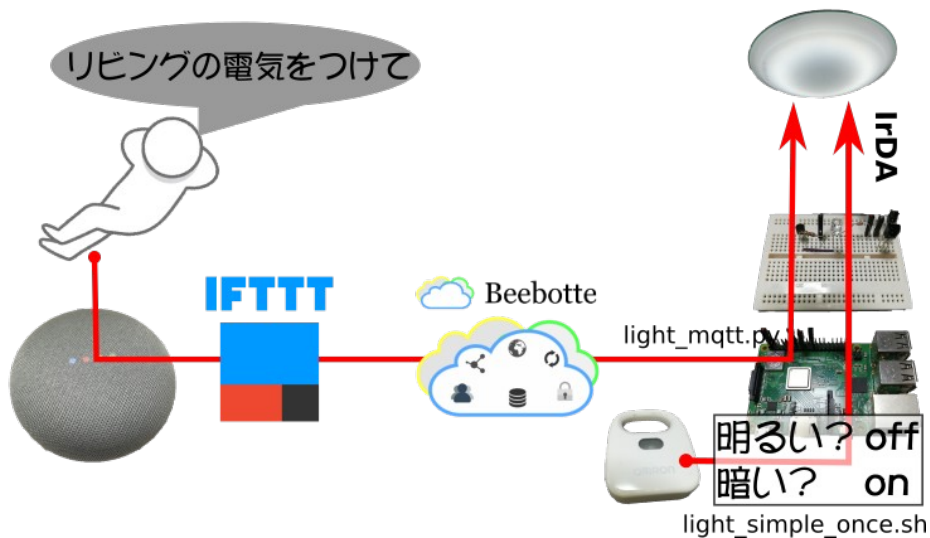 リビングの電気をつけて
IrDA
IFTTT
Beebotte
light_mqtt.py
明るい? off
暗い? on
light_simple_once.sh